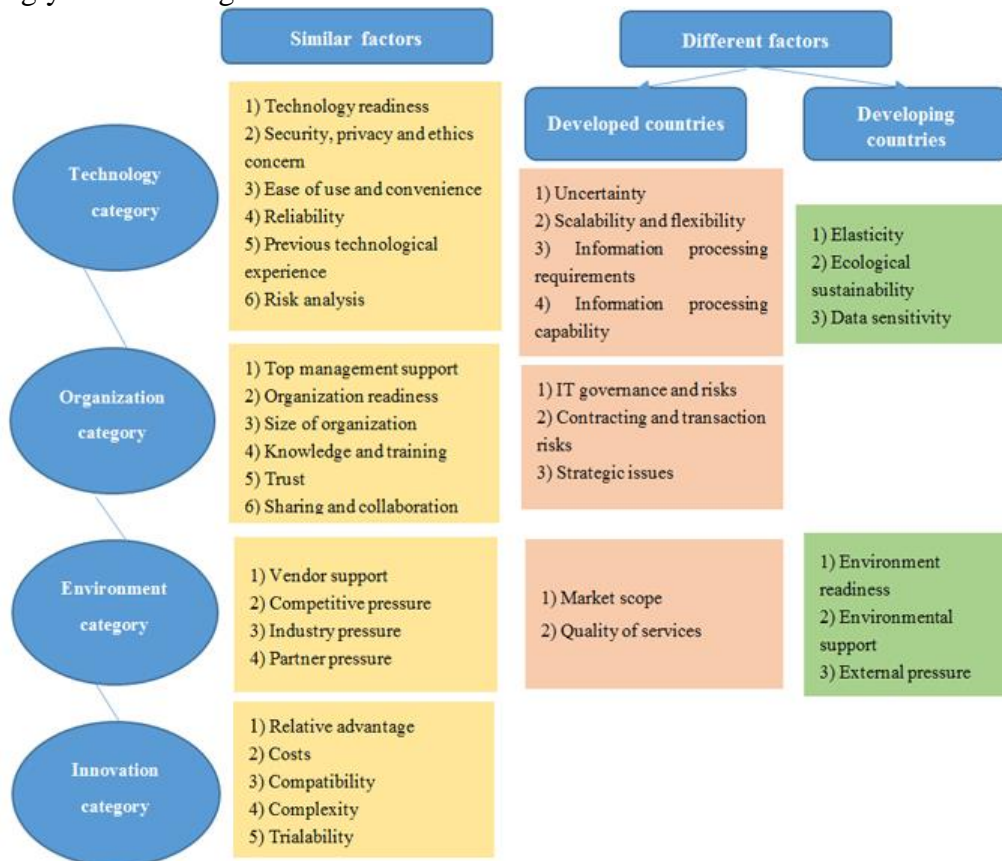 Similar factors
Different factors
Developed countries
Developing
countries
Technology
category
1) Technology readiness
2) Security, privacy and ethics
concern
3) Ease of use and convenience
4) Reliability
5) Previous technological
experience
6) Risk analysis
1) Uncertainty
2) Scalability and flexibility
3) Information processing
requirements
4) Information processing
capability
1) Elasticity
2) Ecological
sustainability
3) Data sensitivity
Organization
category
1) Top management support
2) Organization readiness
3) Size of organization
4) Knowledge and training
5) Trust
6) Sharing and collaboration
1) IT governance and risks
2) Contracting and transaction
risks
3) Strategic issues
Environment
category
1) Vendor support
2) Competitive pressure
3) Industry pressure
4) Partner pressure
1) Market scope
2) Quality of services
1) Environment
readiness
2) Environmental
support
3) External pressure
Innovation
category
1) Relative advantage
2) Costs
3) Compatibility
4) Complexity
5) Trialability